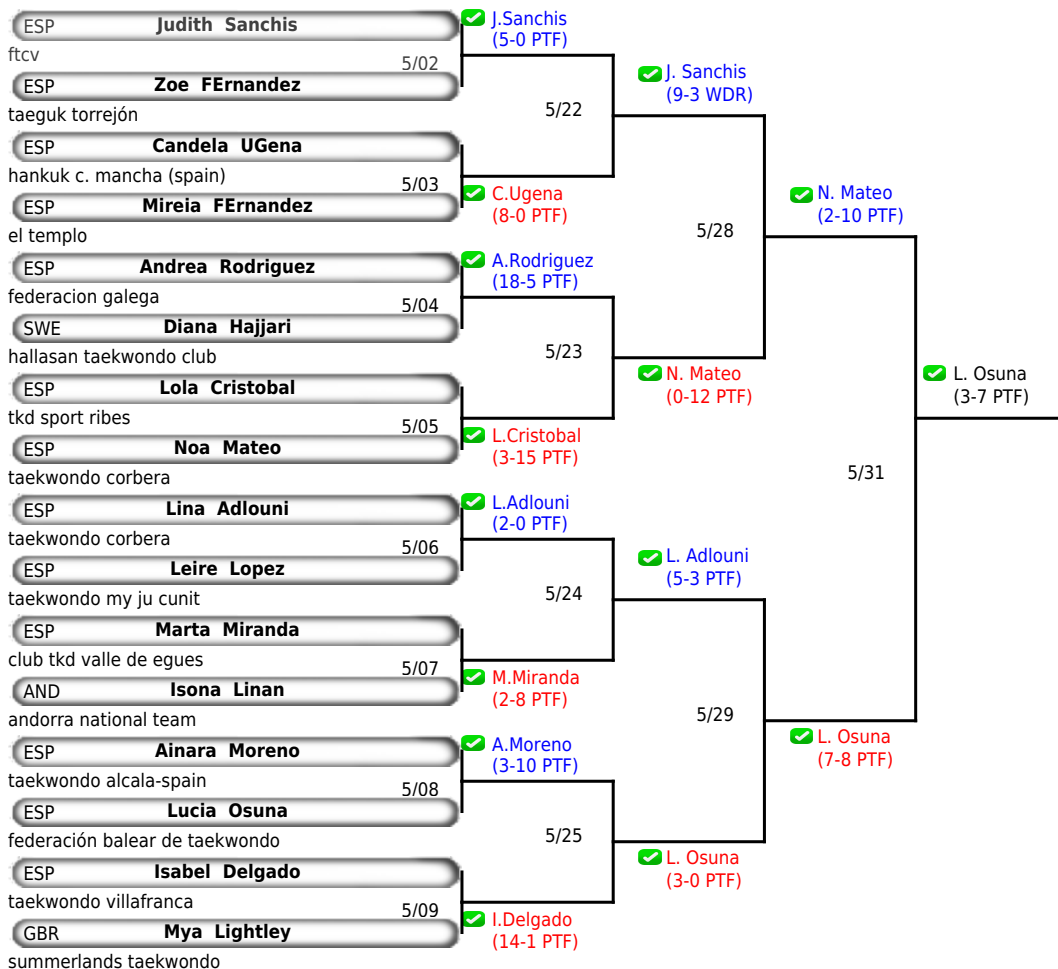 ESP Judith Sanchis
ftcv
5/02
ESP Zoe FErnandez
taeguk torrejón
ESP Candela UGena
hankuk c. mancha (spain)
5/03
ESP Mireia FErnandez
el templo
ESP Andrea Rodriguez
federacion galega
5/04
SWE Diana Hajjari
hallasan taekwondo club
ESP Lola Cristobal
tkd sport ribes
5/05
ESP Noa Mateo
taekwondo corbera
ESP Lina Adlouni
taekwondo corbera
5/06
ESP Leire Lopez
taekwondo my ju cunit
ESP Marta Miranda
club tkd valle de egues
5/07
AND Isona Linan
andorra national team
ESP Ainara Moreno
taekwondo alcala-spain
5/08
ESP Lucia Osuna
federación balear de taekwondo
ESP Isabel Delgado
taekwondo villafranca
5/09
GBR Mya Lightley
summerlands taekwondo
J.Sanchis
(5-0 PTF)
5/22
C.Ugena
(8-0 PTF)
A.Rodriguez
(18-5 PTF)
5/23
L.Cristobal
(3-15 PTF)
L.Adlouni
(2-0 PTF)
5/24
M.Miranda
(2-8 PTF)
A.Moreno
(3-10 PTF)
5/25
I.Delgado
(14-1 PTF)
J. Sanchis
(9-3 WDR)
5/28
N. Mateo
(0-12 PTF)
L. Adlouni
(5-3 PTF)
5/29
L. Osuna
(3-0 PTF)
N. Mateo
(2-10 PTF)
5/31
L. Osuna
(7-8 PTF)
L. Osuna
(3-7 PTF)